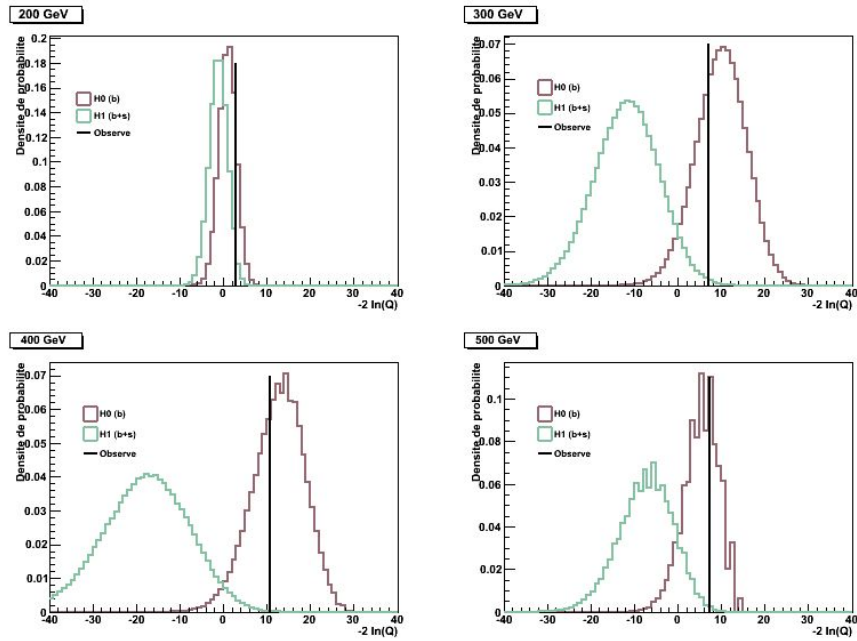 200 GeV
Densite de probabilite
0.2
0.18
0.16
0.14
0.12
0.1
0.08
0.06
0.04
0.02
0
H0 (b)
H1 (b+s)
Observe
-40 -30 -20 -10 0 10 20 30 40
-2 ln(Q)
300 GeV
Densite de probabilite
0.07
0.06
0.05
0.04
0.03
0.02
0.01
0
H0 (b)
H1 (b+s)
Observe
-40 -30 -20 -10 0 10 20 30 40
-2 ln(Q)
400 GeV
Densite de probabilite
0.07
0.06
0.05
0.04
0.03
0.02
0.01
0
H0 (b)
H1 (b+s)
Observe
-40 -30 -20 -10 0 10 20 30 40
-2 ln(Q)
500 GeV
Densite de probabilite
0.1
0.08
0.06
0.04
0.02
0
H0 (b)
H1 (b+s)
Observe
-40 -30 -20 -10 0 10 20 30 40
-2 ln(Q)